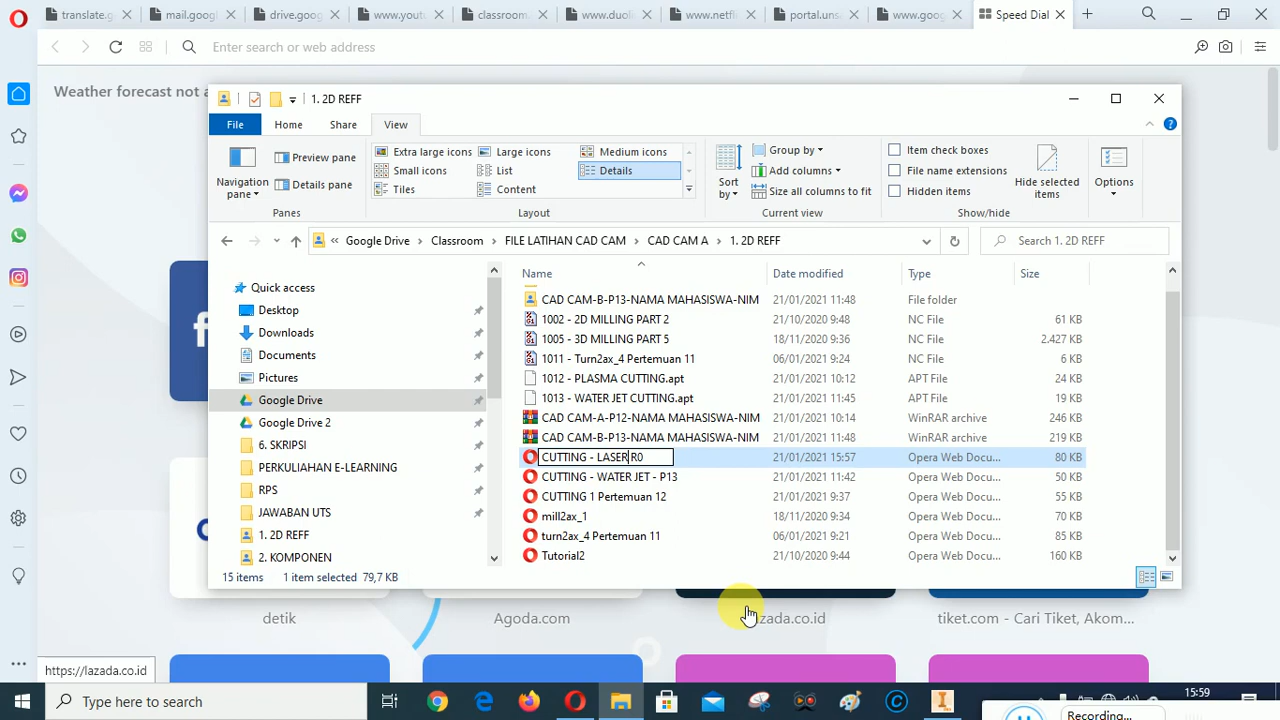 translate.g
mail.google
drive.goog
www.yout
classroom.
www.duoli
www.netfl
portal.uns
www.goog
Speed Dial
Enter search or web address
Weather forecast not a
1. 2D REFF
File
Home
Share
View
Navigation pane
Preview pane
Details pane
Panes
Extra large icons
Large icons
Medium icons
Small icons
List
Details
Tiles
Content
Layout
Sort by
Group by
Add columns
Size all columns to fit
Current view
Item check boxes
File name extensions
Hidden items
Hide selected items
Show/hide
Options
Google Drive
Classroom
FILE LATIHAN CAD CAM
CAD CAM A
1. 2D REFF
Search 1. 2D REFF
Quick access
Desktop
Downloads
Documents
Pictures
Google Drive
Google Drive 2
6. SKRIPSI
PERKULIAHAN E-LEARNING
RPS
JAWABAN UTS
1. 2D REFF
2. KOMPONEN
Name Date modified Type Size
CAD CAM-B-P13-NAMA MAHASISWA-NIM 21/01/2021 11:48 File folder
1002 - 2D MILLING PART 2 21/10/2020 9:48 NC File 61 KB
1005 - 3D MILLING PART 5 18/11/2020 9:36 NC File 2.427 KB
1011 - Turn2ax_4 Pertemuan 11 06/01/2021 9:24 NC File 6 KB
1012 - PLASMA CUTTING.apt 21/01/2021 10:12 APT File 24 KB
1013 - WATER JET CUTTING.apt 21/01/2021 11:45 APT File 19 KB
CAD CAM-A-P12-NAMA MAHASISWA-NIM 21/01/2021 10:14 WinRAR archive 246 KB
CAD CAM-B-P13-NAMA MAHASISWA-NIM 21/01/2021 11:48 WinRAR archive 219 KB
CUTTING - LASER R0 21/01/2021 15:57 Opera Web Docu... 80 KB
CUTTING - WATER JET - P13 21/01/2021 11:42 Opera Web Docu... 50 KB
CUTTING 1 Pertemuan 12 21/01/2021 9:37 Opera Web Docu... 55 KB
mill2ax_1 18/11/2020 9:34 Opera Web Docu... 70 KB
turn2ax_4 Pertemuan 11 06/01/2021 9:21 Opera Web Docu... 85 KB
Tutorial2 21/10/2020 9:44 Opera Web Docu... 160 KB
15 items 1 item selected 79,7 KB
detik
Agoda.com
zada.co.id
tiket.com - Cari Tiket, Akom...
https://lazada.co.id
Type here to search
15:59
Recording...